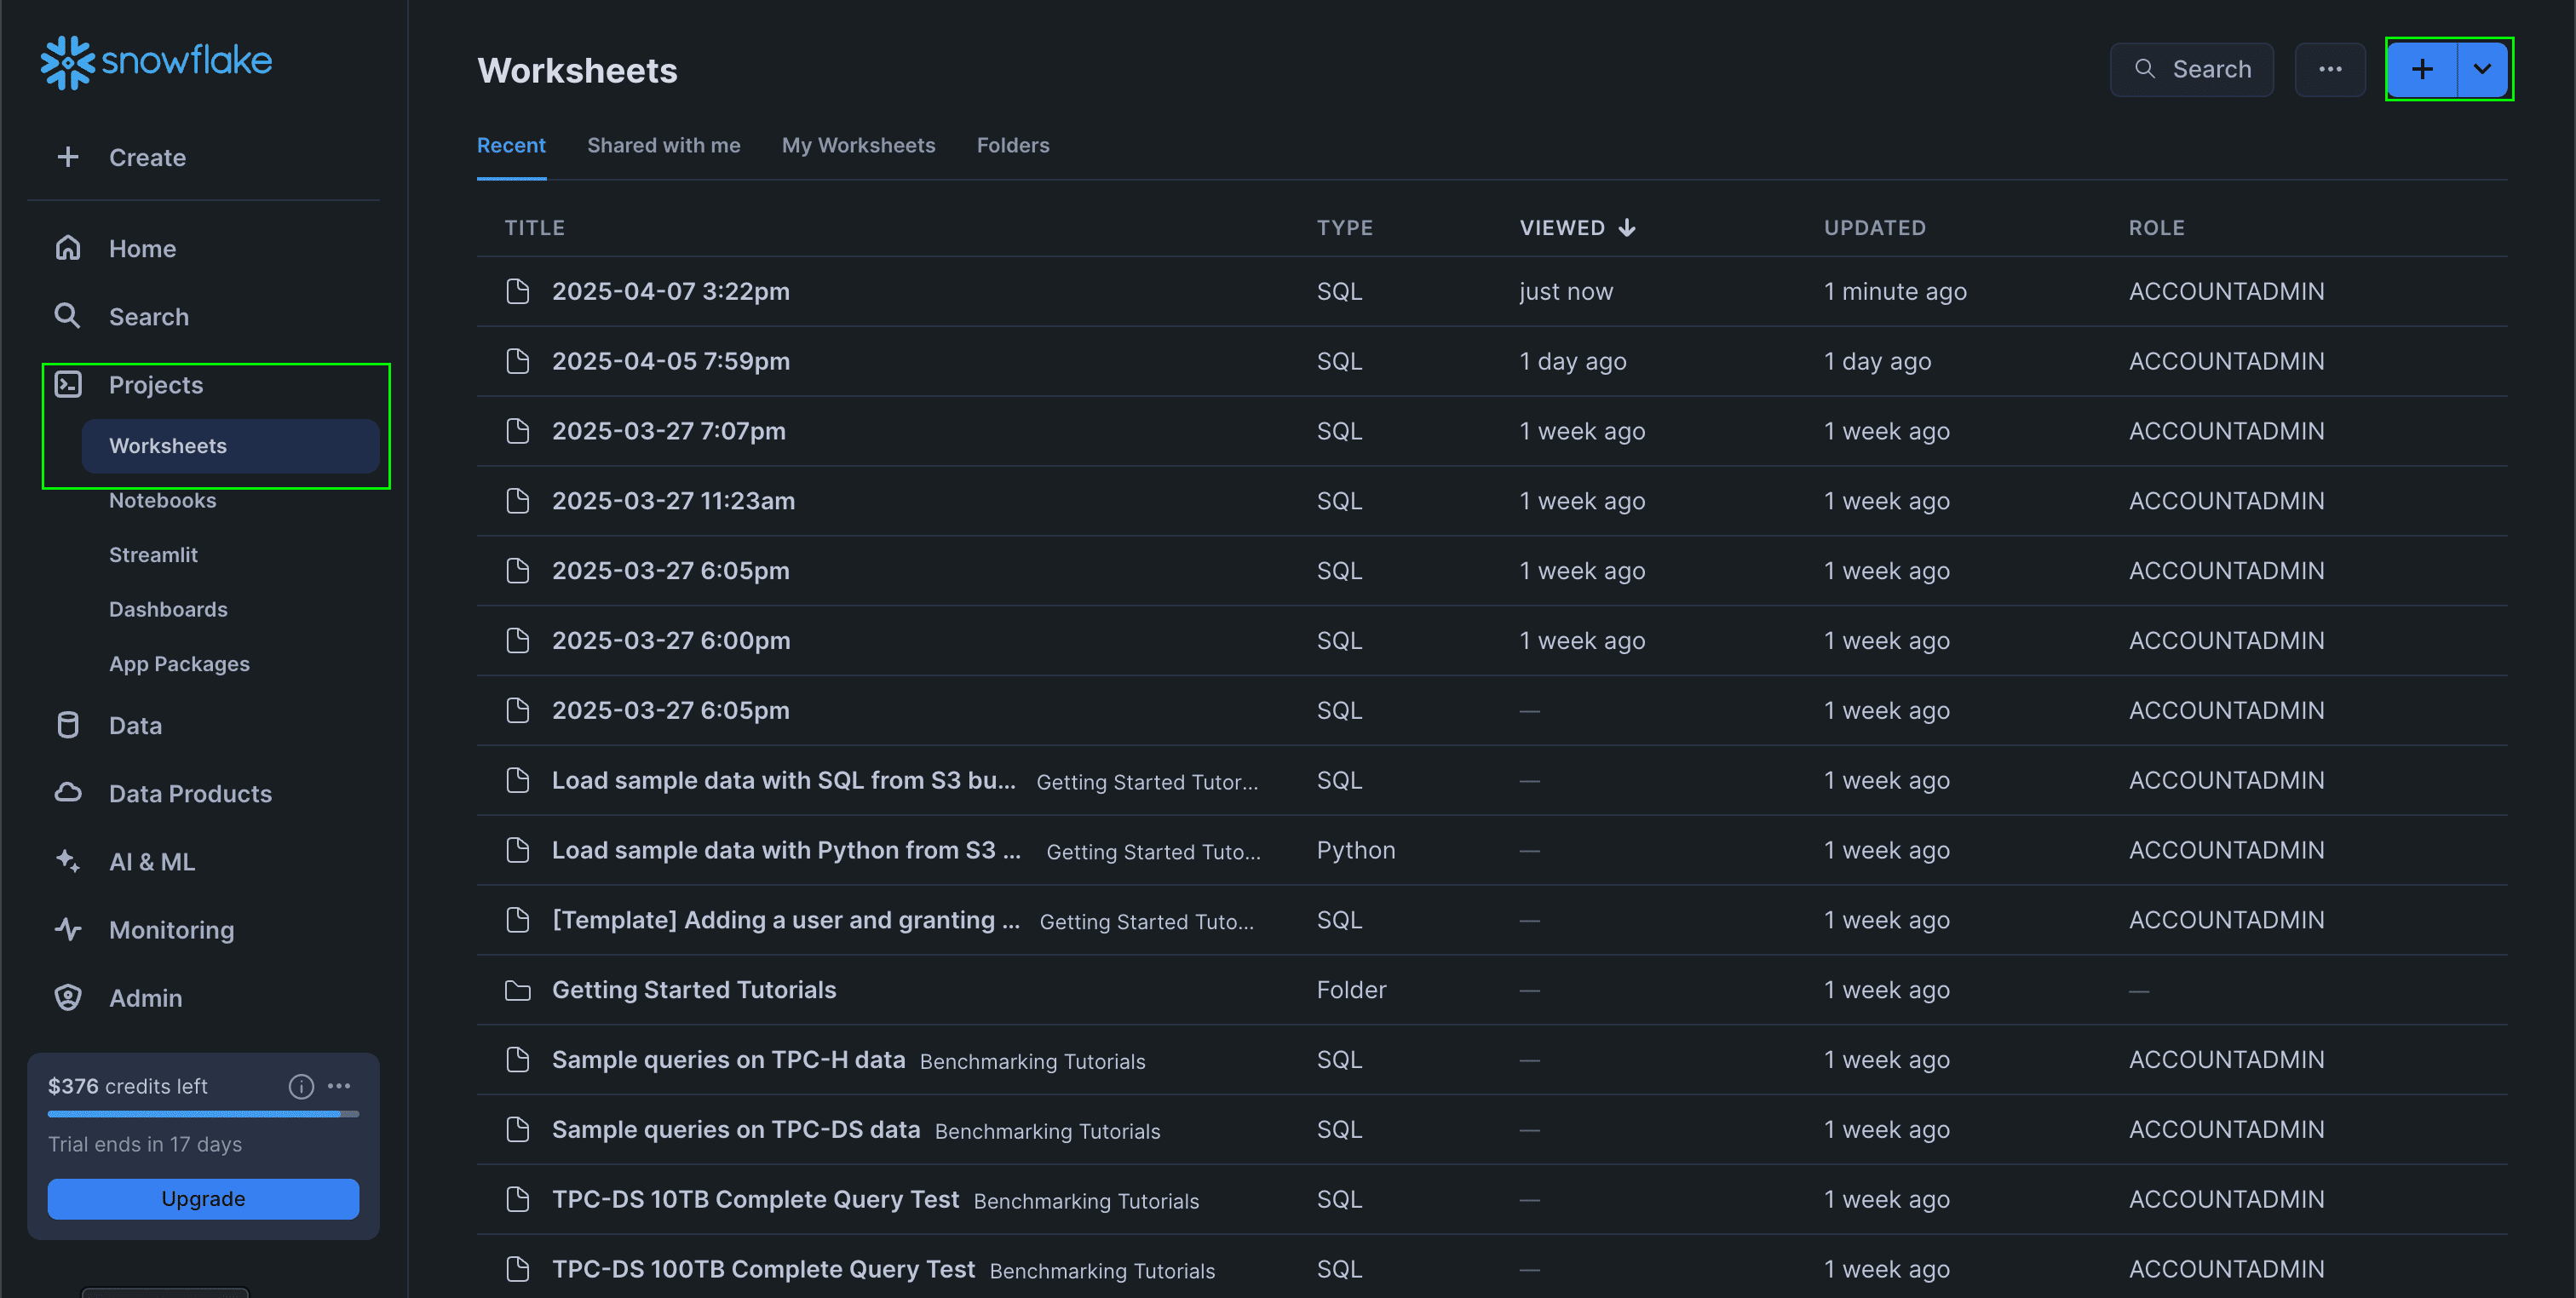 snowflake
Create
Home
Search
Projects
Worksheets
Notebooks
Streamlit
Dashboards
App Packages
Data
Data Products
AI & ML
Monitoring
Admin
$376 credits left
Trial ends in 17 days
Upgrade
Worksheets
Search
Recent Shared with me My Worksheets Folders
TITLE TYPE VIEWED UPDATED ROLE
2025-04-07 3:22pm SQL just now 1 minute ago ACCOUNTADMIN
2025-04-05 7:59pm SQL 1 day ago 1 day ago ACCOUNTADMIN
2025-03-27 7:07pm SQL 1 week ago 1 week ago ACCOUNTADMIN
2025-03-27 11:23am SQL 1 week ago 1 week ago ACCOUNTADMIN
2025-03-27 6:05pm SQL 1 week ago 1 week ago ACCOUNTADMIN
2025-03-27 6:00pm SQL 1 week ago 1 week ago ACCOUNTADMIN
2025-03-27 6:05pm SQL — 1 week ago ACCOUNTADMIN
Load sample data with SQL from S3 bu... Getting Started Tutor... SQL — 1 week ago ACCOUNTADMIN
Load sample data with Python from S3 ... Getting Started Tuto... Python — 1 week ago ACCOUNTADMIN
[Template] Adding a user and granting ... Getting Started Tuto... SQL — 1 week ago ACCOUNTADMIN
Getting Started Tutorials Folder — 1 week ago —
Sample queries on TPC-H data Benchmarking Tutorials SQL — 1 week ago ACCOUNTADMIN
Sample queries on TPC-DS data Benchmarking Tutorials SQL — 1 week ago ACCOUNTADMIN
TPC-DS 10TB Complete Query Test Benchmarking Tutorials SQL — 1 week ago ACCOUNTADMIN
TPC-DS 100TB Complete Query Test Benchmarking Tutorials SQL — 1 week ago ACCOUNTADMIN